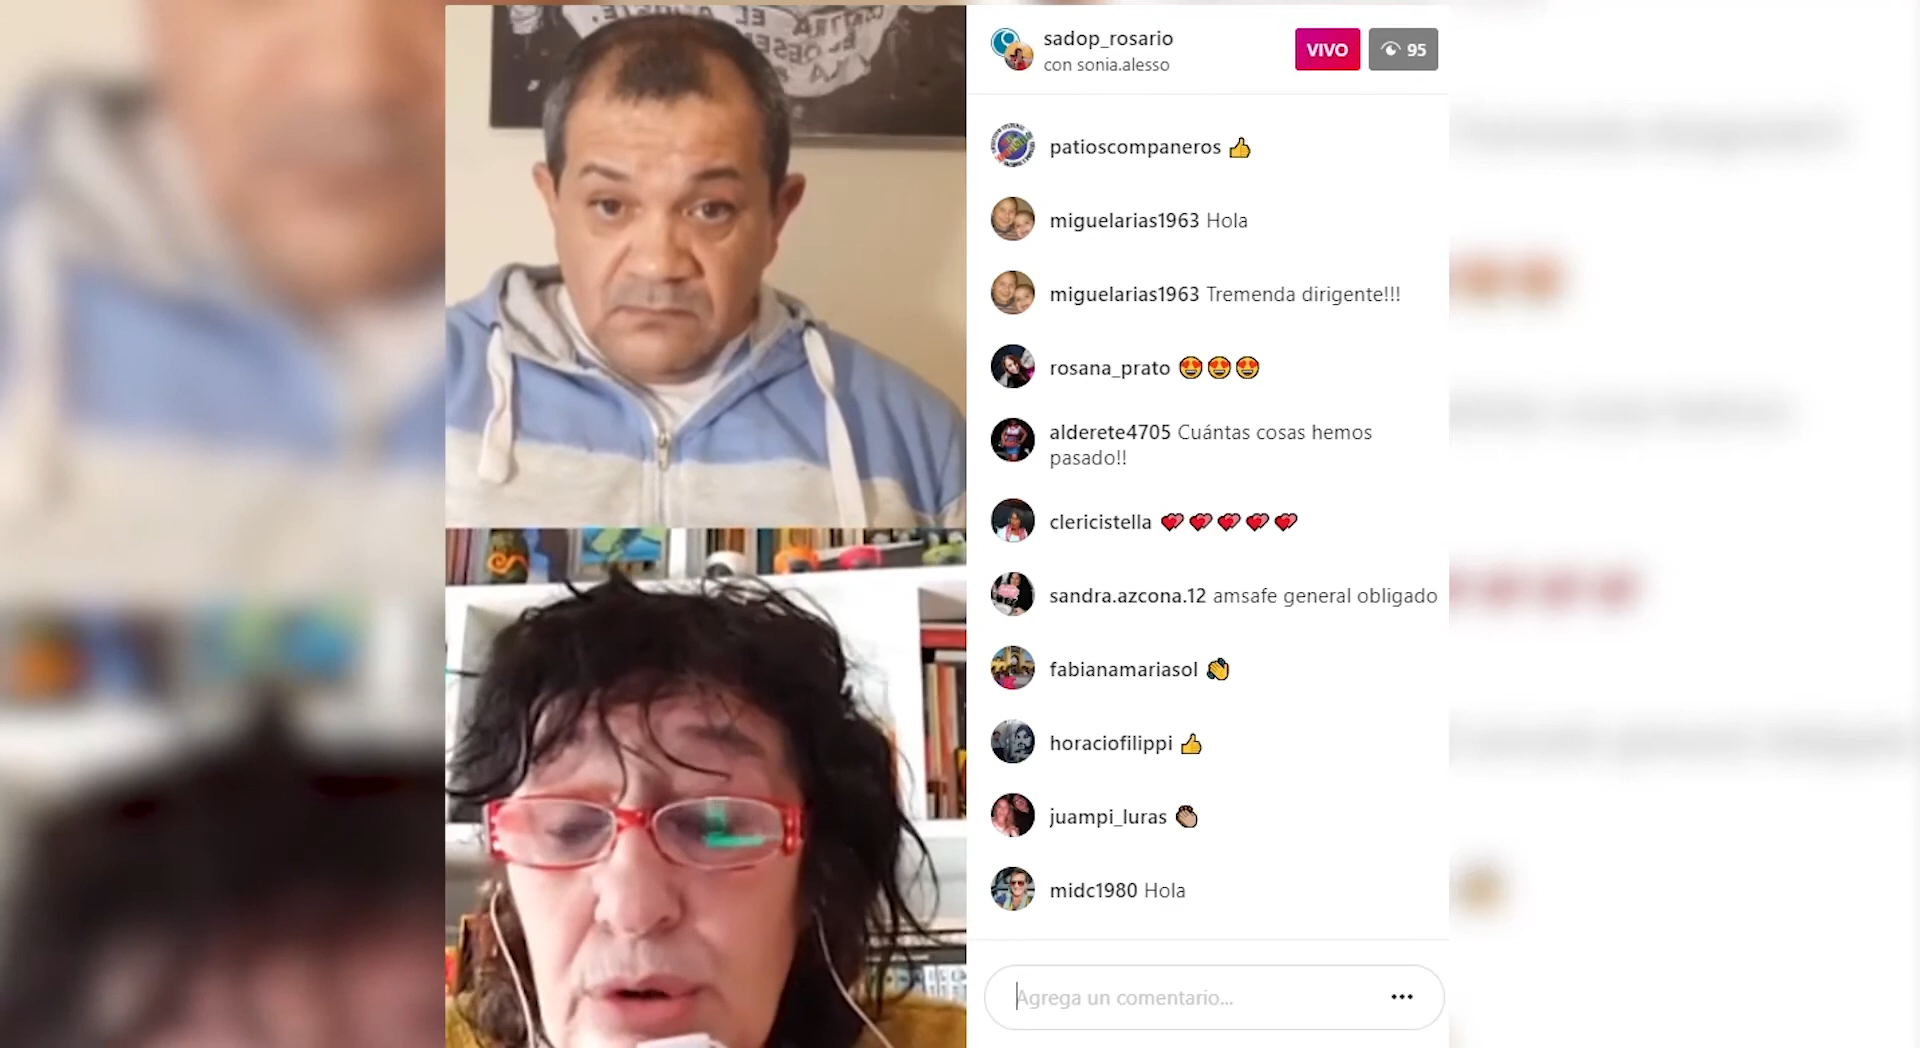 sadop_rosario
con sonia.alesso
VIVO
95
patioscompaneros 👍
miguelarias1963 Hola
miguelarias1963 Tremenda dirigente!!!
rosana_prato 😍😍😍
alderete4705 Cuántas cosas hemos
pasado!!
clericistella 💕💕💕💕💕
sandra.azcona.12 amsafe general obligado
fabianamariasol 👏
horaciofilippi 👍
juampi_luras 👏🏼
midc1980 Hola
Agrega un comentario...